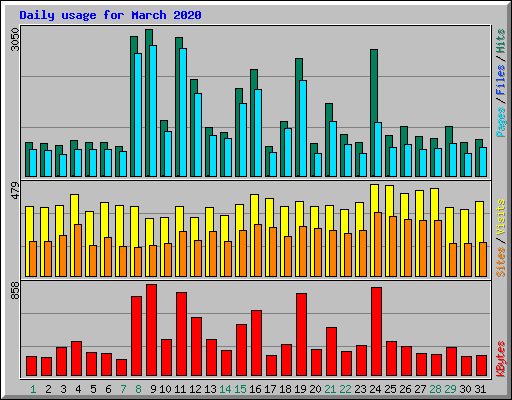 Daily usage for March 2020
3050
Pages / Files / Hits
479
Sites / Visits
858
KBytes
1 2 3 4 5 6 7 8 9 10 11 12 13 14 15 16 17 18 19 20 21 22 23 24 25 26 27 28 29 30 31